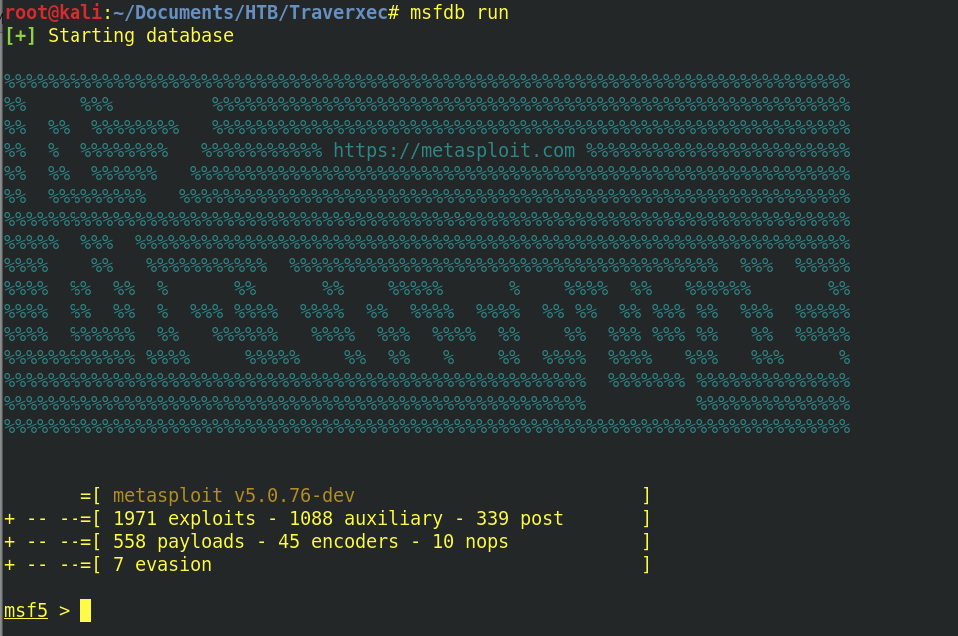 root@kali:~/Documents/HTB/Traverxec# msfdb run
[+] Starting database
%%%%%%%%%%%%%%%%%%%%%%%%%%%%%%%%%%%%%%%%%%%%%%%%%%%%%%%%%%%%%%%%%%%%%%%%%%%%%%%
%%     %%%         %%%%%%%%%%%%%%%%%%%%%%%%%%%%%%%%%%%%%%%%%%%%%%%%%%%%%%%%%%
%%  %%  %%%%%%%%   %%%%%%%%%%%%%%%%%%%%%%%%%%%%%%%%%%%%%%%%%%%%%%%%%%%%%%%%%%
%%  %  %%%%%%%%   %%%%%%%%%%% https://metasploit.com %%%%%%%%%%%%%%%%%%%%%%%%
%%  %%  %%%%%%   %%%%%%%%%%%%%%%%%%%%%%%%%%%%%%%%%%%%%%%%%%%%%%%%%%%%%%%%%%%%
%%  %%%%%%%%%   %%%%%%%%%%%%%%%%%%%%%%%%%%%%%%%%%%%%%%%%%%%%%%%%%%%%%%%%%%%%%
%%%%%%%%%%%%%%%%%%%%%%%%%%%%%%%%%%%%%%%%%%%%%%%%%%%%%%%%%%%%%%%%%%%%%%%%%%%%%%%
%%%%%  %%%  %%%%%%%%%%%%%%%%%%%%%%%%%%%%%%%%%%%%%%%%%%%%%%%%%%%%%%%%%%%%%%%%%
%%%%    %%   %%%%%%%%%%%  %%%%%%%%%%%%%%%%%%%%%%%%%%%%%%%%%%%%%%%  %%%  %%%%%
%%%%  %%  %%  %      %%      %%    %%%%%      %    %%%%  %%   %%%%%%       %%
%%%%  %%  %%  %  %%% %%%%  %%%%  %%  %%%%  %%%%  %% %%  %% %%% %%  %%%  %%%%%
%%%%  %%%%%%  %%   %%%%%%   %%%%  %%%  %%%%  %%    %%  %%% %%% %%   %%  %%%%%
%%%%%%%%%%%% %%%%     %%%%%    %%  %%   %    %%  %%%%  %%%%   %%%   %%%     %
%%%%%%%%%%%%%%%%%%%%%%%%%%%%%%%%%%%%%%%%%%%%%%%%%%%%%  %%%%%%% %%%%%%%%%%%%%%
%%%%%%%%%%%%%%%%%%%%%%%%%%%%%%%%%%%%%%%%%%%%%%%%%%%%%          %%%%%%%%%%%%%%
%%%%%%%%%%%%%%%%%%%%%%%%%%%%%%%%%%%%%%%%%%%%%%%%%%%%%%%%%%%%%%%%%%%%%%%%%%%%%%%
=[ metasploit v5.0.76-dev ]
+ -- --=[ 1971 exploits - 1088 auxiliary - 339 post ]
+ -- --=[ 558 payloads - 45 encoders - 10 nops ]
+ -- --=[ 7 evasion ]
msf5 >